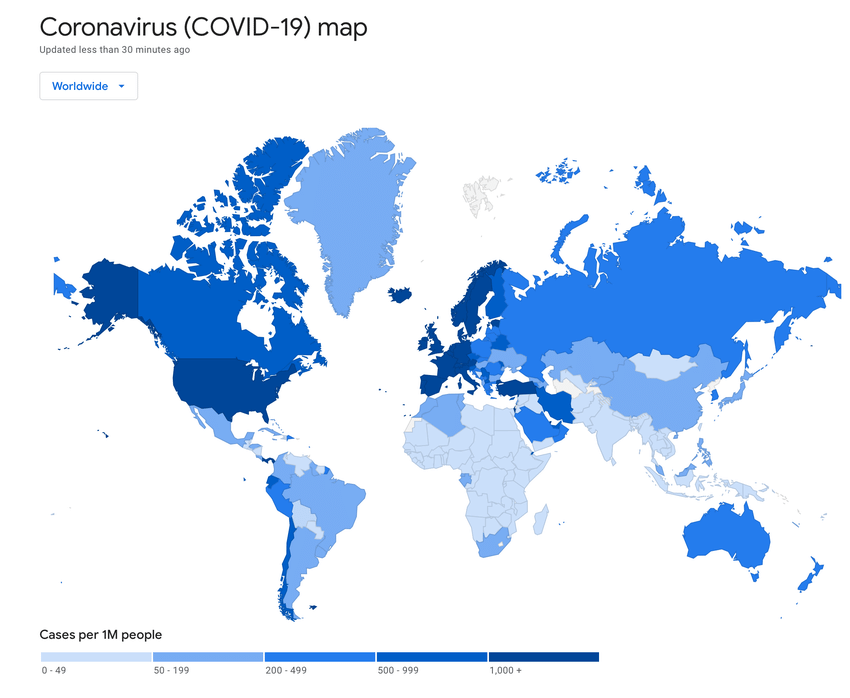 Coronavirus (COVID-19) map
Updated less than 30 minutes ago
Worldwide
Cases per 1M people
0 - 49 50 - 199 200 - 499 500 - 999 1,000 +